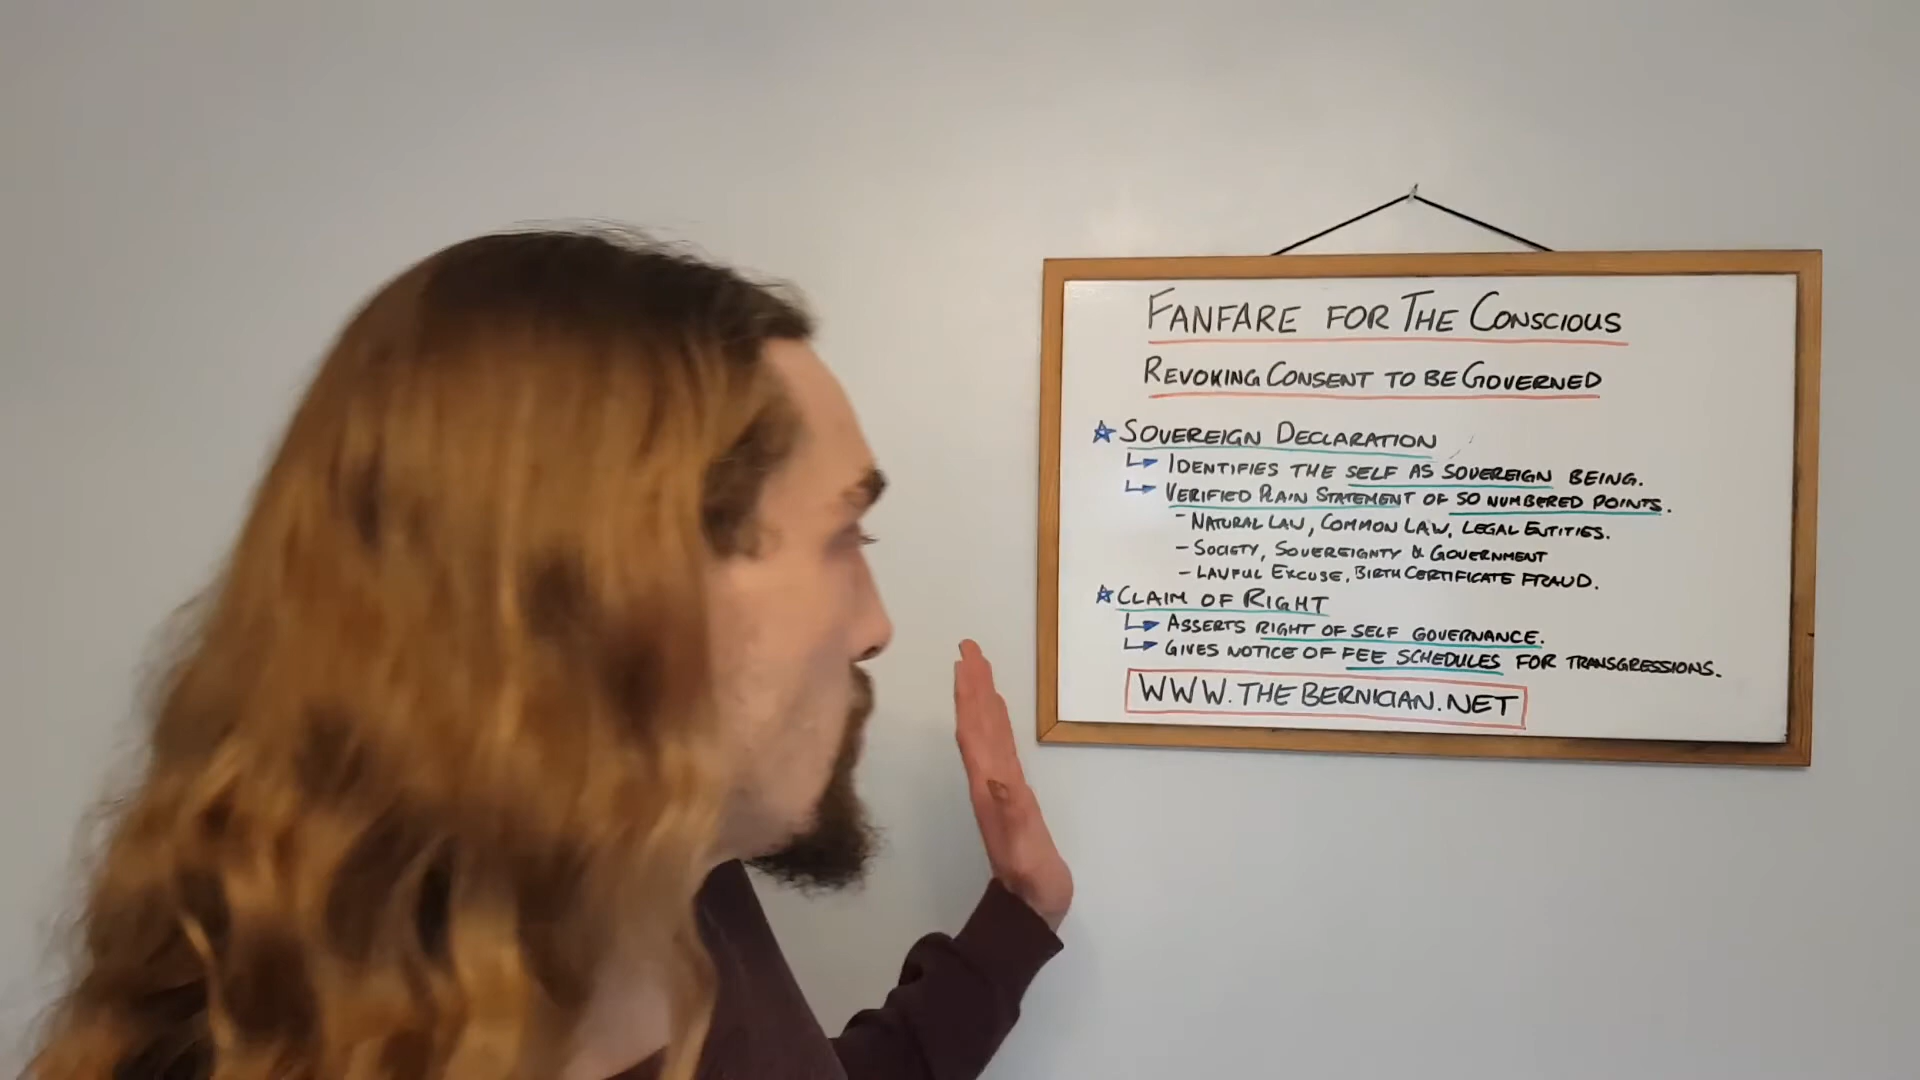 FANFARE FOR THE CONSCIOUS
REVOKING CONSENT TO BE GOVERNED
SOVEREIGN DECLARATION
IDENTIFIES THE SELF AS SOVEREIGN BEING.
VERIFIED PLAIN STATEMENT OF 50 NUMBERED POINTS.
- NATURAL LAW, COMMON LAW, LEGAL ENTITIES.
- SOCIETY, SOVEREIGNTY & GOVERNMENT
- LAWFUL EXCUSE, BIRTH CERTIFICATE FRAUD.
CLAIM OF RIGHT
ASSERTS RIGHT OF SELF GOVERNANCE.
GIVES NOTICE OF FEE SCHEDULES FOR TRANSGRESSIONS.
WWW.THEBERNICIAN.NET